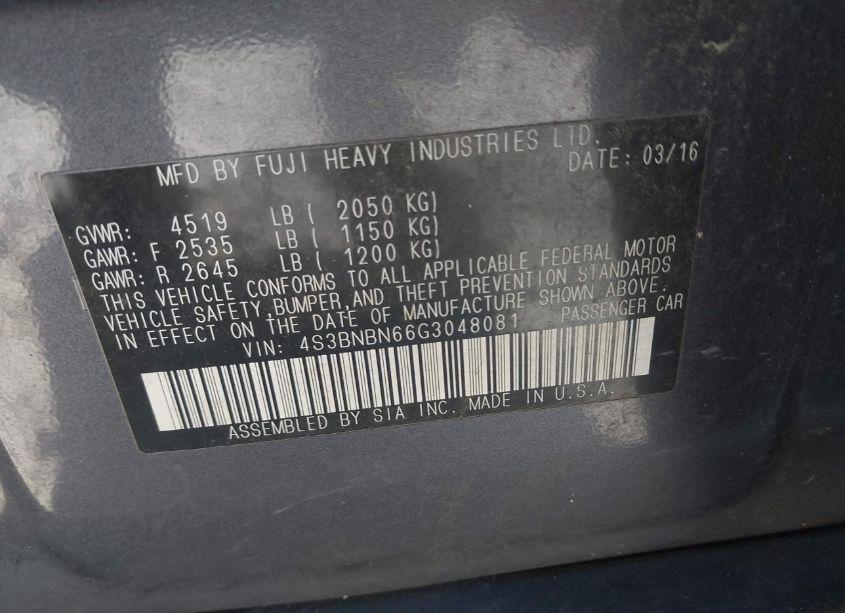 MFD BY FUJI HEAVY INDUSTRIES LTD.
DATE: 03/16
GVWR: 4519 LB ( 2050 KG)
GAWR: F 2535 LB ( 1150 KG)
GAWR: R 2645 LB ( 1200 KG)
THIS VEHICLE CONFORMS TO ALL APPLICABLE FEDERAL MOTOR
VEHICLE SAFETY,BUMPER,AND THEFT PREVENTION STANDARDS
IN EFFECT ON THE DATE OF MANUFACTURE SHOWN ABOVE.
VIN: 4S3BNBN66G3048081 PASSENGER CAR
ASSEMBLED BY SIA INC. MADE IN U.S.A.